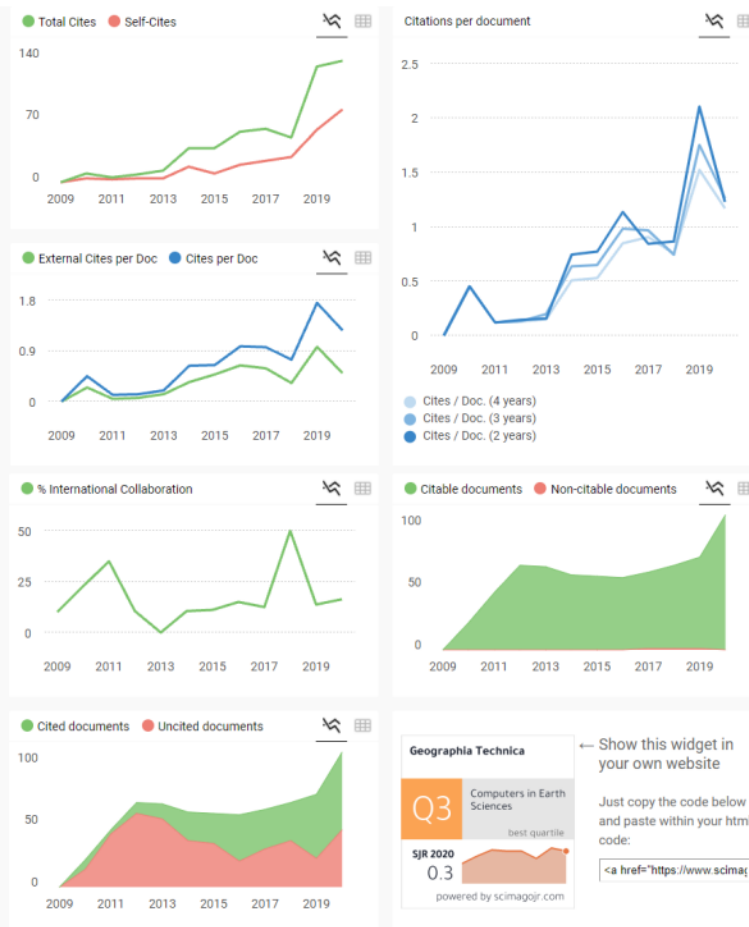 Total Cites Self-Cites
140
70
0
2009 2011 2013 2015 2017 2019
Citations per document
2.5
2
1.5
1
0.5
0
2009 2011 2013 2015 2017 2019
Cites / Doc. (4 years)
Cites / Doc. (3 years)
Cites / Doc. (2 years)
External Cites per Doc Cites per Doc
1.8
0.9
0
2009 2011 2013 2015 2017 2019
% International Collaboration
50
25
0
2009 2011 2013 2015 2017 2019
Citable documents Non-citable documents
100
50
0
2009 2011 2013 2015 2017 2019
Cited documents Uncited documents
100
50
0
2009 2011 2013 2015 2017 2019
Geographia Technica
Q3
Computers in Earth
Sciences
best quartile
SJR 2020
0.3
powered by scimagojr.com
← Show this widget in
your own website
Just copy the code below
and paste within your html
code:
<a href="https://www.scimag